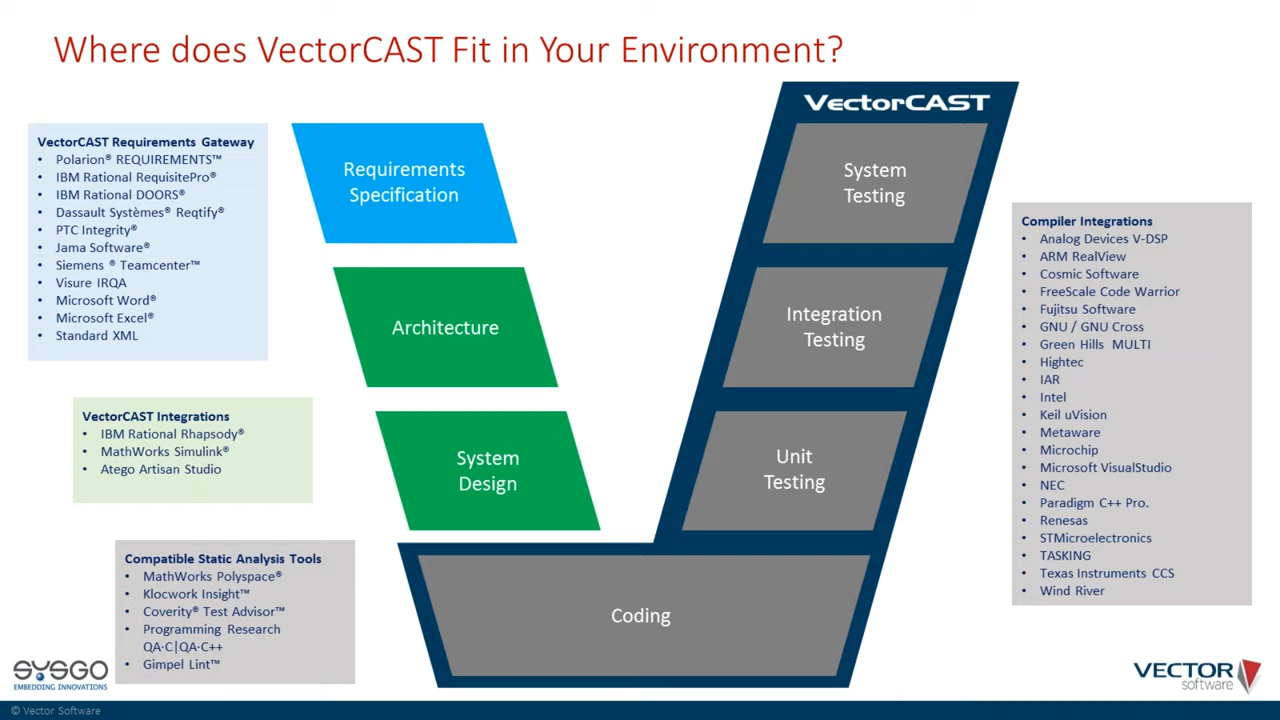 Where does VectorCAST Fit in Your Environment?
VectorCAST Requirements Gateway
• Polarion® REQUIREMENTS™
• IBM Rational RequisitePro®
• IBM Rational DOORS®
• Dassault Systèmes® Reqtify®
• PTC Integrity®
• Jama Software®
• Siemens ® Teamcenter™
• Visure IRQA
• Microsoft Word®
• Microsoft Excel®
• Standard XML
VectorCAST Integrations
• IBM Rational Rhapsody®
• MathWorks Simulink®
• Atego Artisan Studio
Compatible Static Analysis Tools
• MathWorks Polyspace®
• Klocwork Insight™
• Coverity® Test Advisor™
• Programming Research
QA·C|QA·C++
• Gimpel Lint™
Requirements
Specification
Architecture
System
Design
Coding
VectorCAST
System
Testing
Integration
Testing
Unit
Testing
Compiler Integrations
• Analog Devices V-DSP
• ARM RealView
• Cosmic Software
• FreeScale Code Warrior
• Fujitsu Software
• GNU / GNU Cross
• Green Hills MULTI
• Hightec
• IAR
• Intel
• Keil uVision
• Metaware
• Microchip
• Microsoft VisualStudio
• NEC
• Paradigm C++ Pro.
• Renesas
• STMicroelectronics
• TASKING
• Texas Instruments CCS
• Wind River
SYSGO
EMBEDDING INNOVATIONS
VECTOR
software
© Vector Software